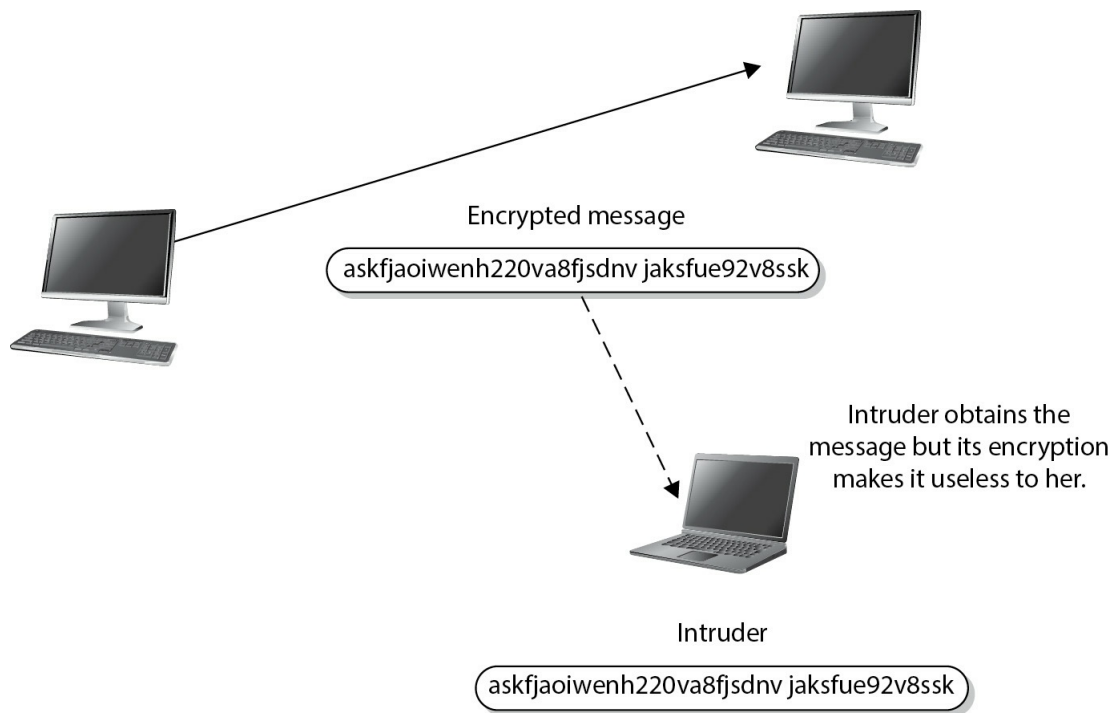 Encrypted message
askfjaoiwenh220va8fjsdnv jaksfue92v8ssk
Intruder obtains the
message but its encryption
makes it useless to her.
Intruder
askfjaoiwenh220va8fjsdnv jaksfue92v8ssk